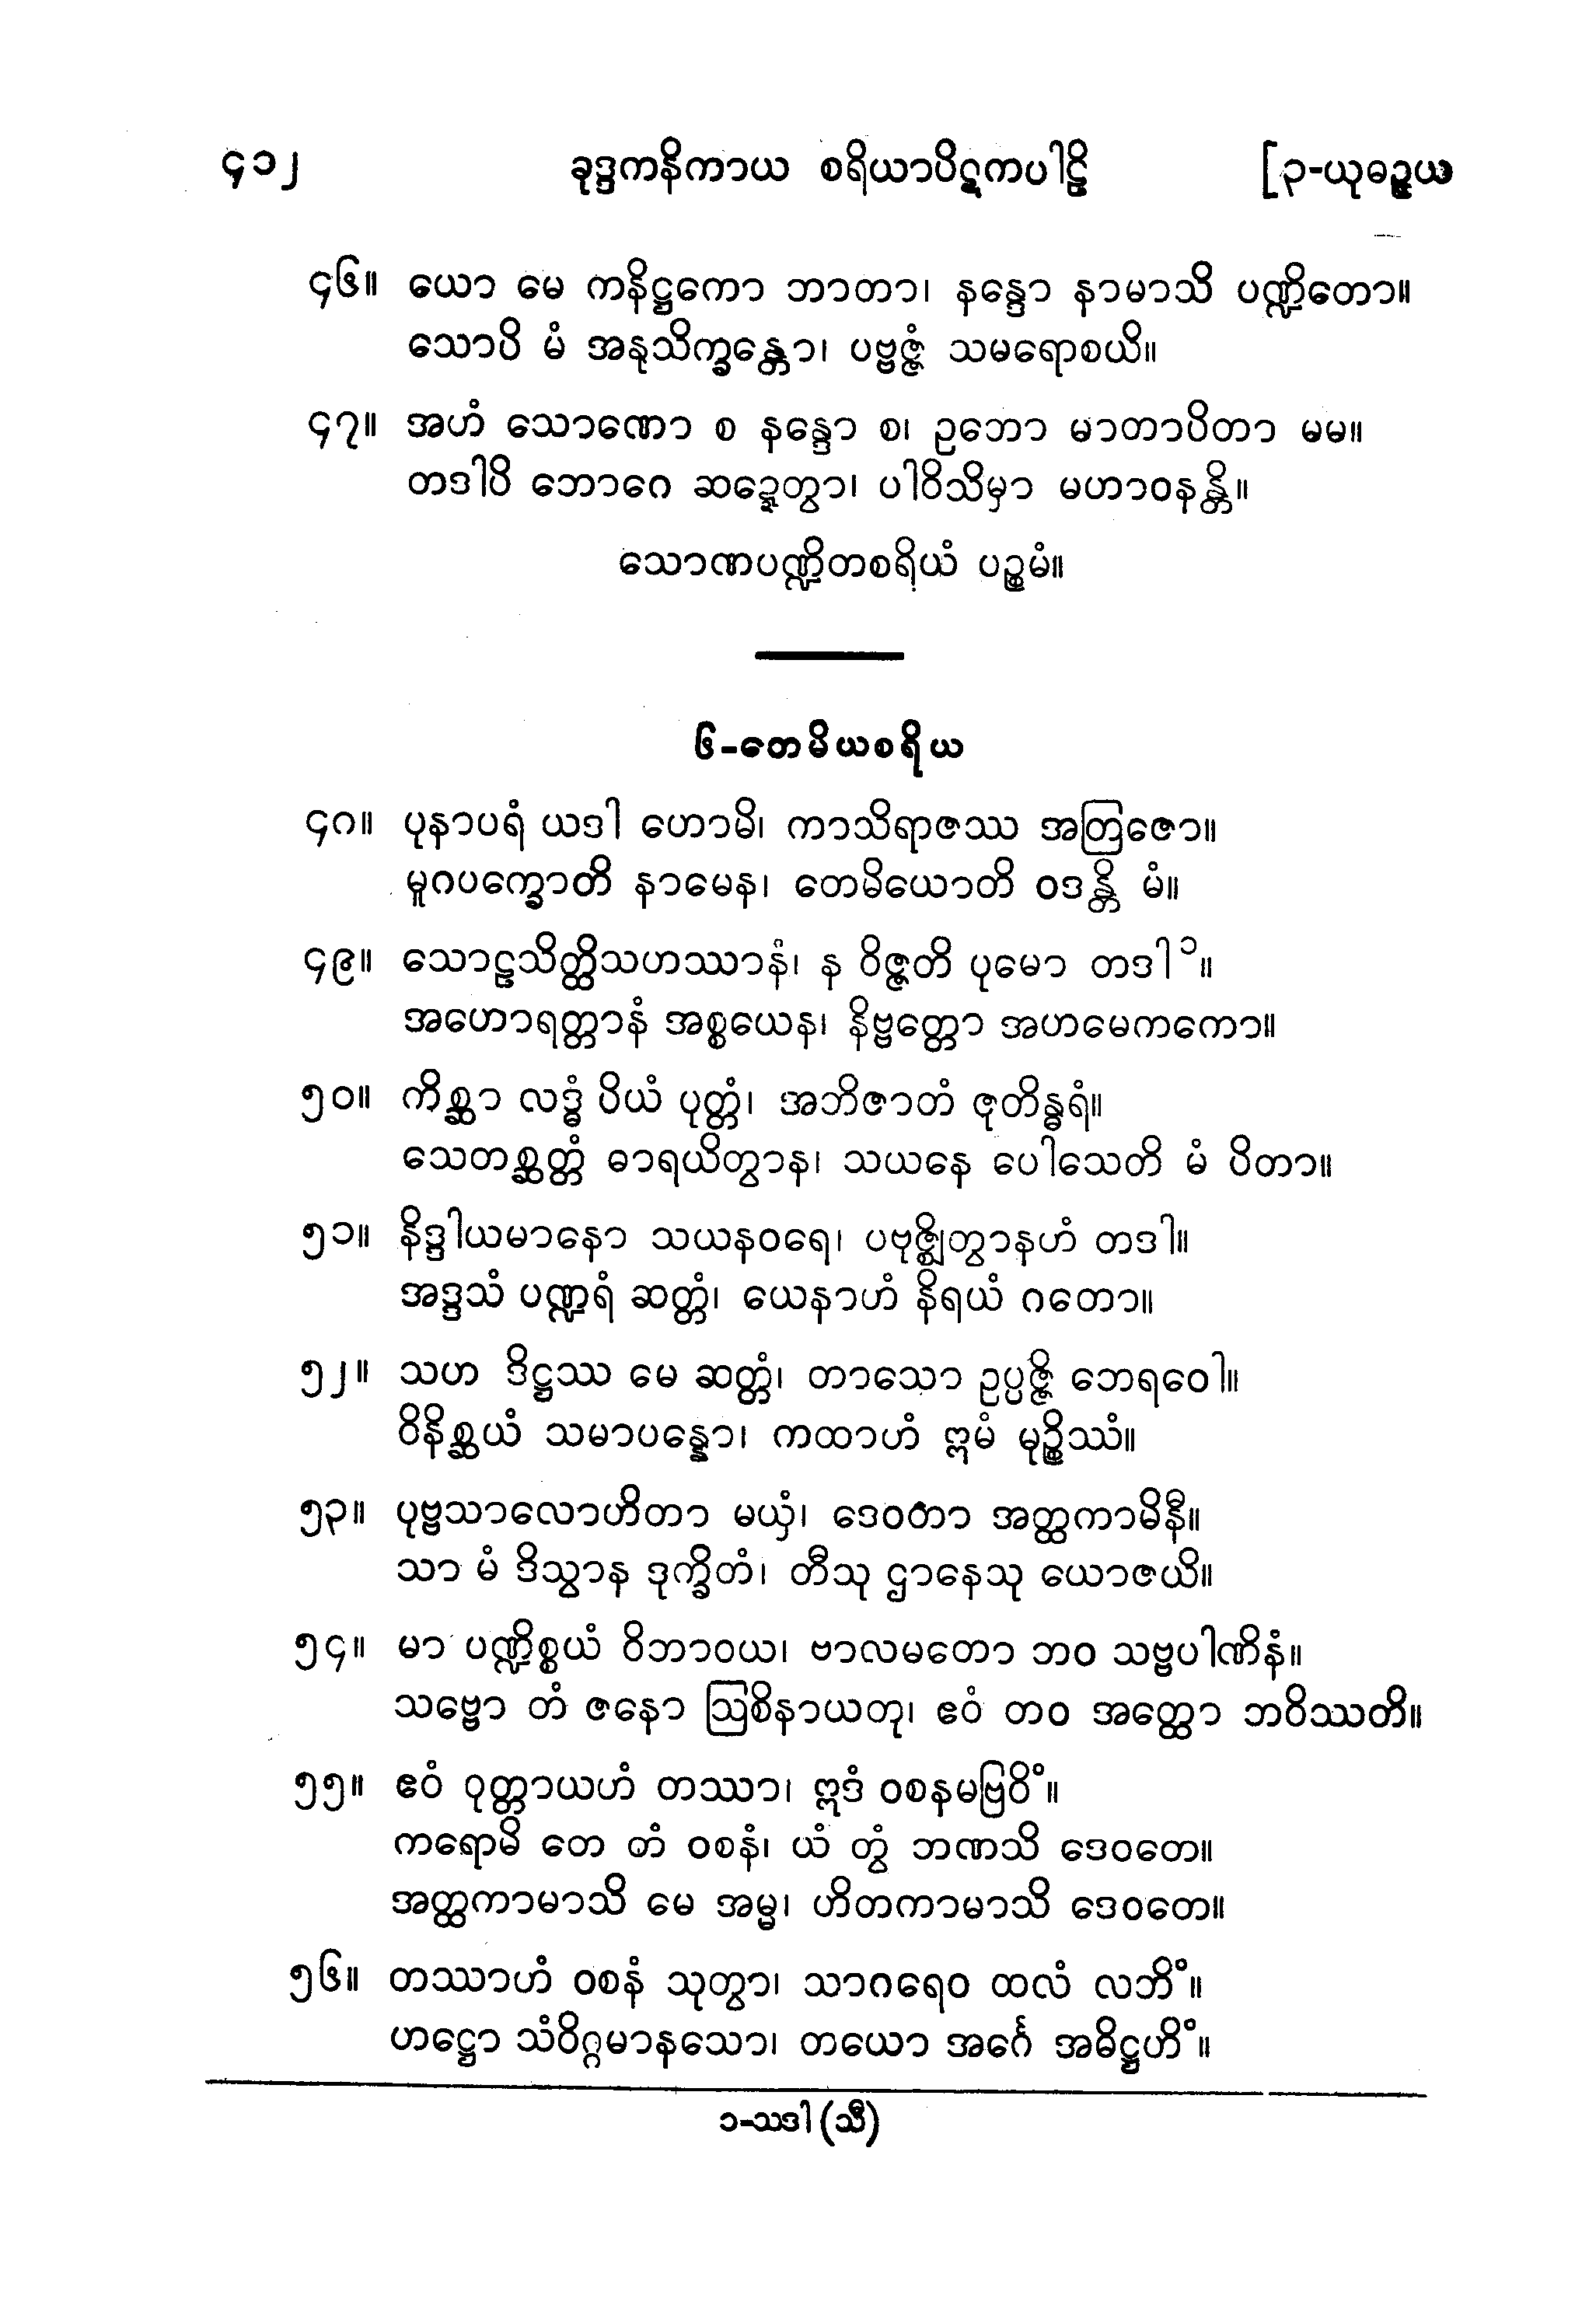 ၄၁၂ ခုဒ္ဒကနိကာယ စရိယာပိဋကပါဠိ [၃-ယုဓဉ္ဇယ
၄၆။ ယော မေ ကနိဋ္ဌကော ဘာတာ၊ နန္ဒော နာမာသိ ပဏ္ဍိတော။
သောပိ မံ အနုသိက္ခန္တော၊ ပဗ္ဗဇ္ဇံ သမရောစယိ။
၄၇။ အဟံ သောဏော စ နန္ဒော စ၊ ဥဘော မာတာပိတာ မမ။
တဒါပိ ဘောဂေ ဆဍ္ဍေတွာ၊ ပါဝိသိမှာ မဟာဝနန္တိ။
သောဏပဏ္ဍိတစရိယံ ပဉ္စမံ။
၆-တေမိယစရိယ
၄၈။ ပုနာပရံ ယဒါ ဟောမိ၊ ကာသိရာဇဿ အတြဇော။
မူဂပက္ခောတိ နာမေန၊ တေမိယောတိ ဝဒန္တိ မံ။
၄၉။ သောဠသိတ္ထိသဟဿာနံ၊ န ဝိဇ္ဇတိ ပုမော တဒါ ၁။
အဟောရတ္တာနံ အစ္စယေန၊ နိဗ္ဗတ္တော အဟမေကကော။
၅၀။ ကိစ္ဆာ လဒ္ဓံ ပိယံ ပုတ္တံ၊ အဘိဇာတံ ဇုတိန္ဓရံ။
သေတစ္ဆတ္တံ ဓာရယိတွာန၊ သယနေ ပေါသေတိ မံ ပိတာ။
၅၁။ နိဒ္ဒါယမာနော သယနဝရေ၊ ပဗုဇ္ဈိတွာနဟံ တဒါ။
အဒ္ဒသံ ပဏ္ဍရံ ဆတ္တံ၊ ယေနာဟံ နိရယံ ဂတော။
၅၂။ သဟ ဒိဋ္ဌဿ မေ ဆတ္တံ၊ တာသော ဥပ္ပဇ္ဇိ ဘေရဝေါ။
ဝိနိစ္ဆယံ သမာပန္နော၊ ကထာဟံ ဣမံ မုဉ္စိဿံ။
၅၃။ ပုဗ္ဗသာလောဟိတာ မယှံ၊ ဒေဝတာ အတ္ထကာမိနီ။
သာ မံ ဒိသွာန ဒုက္ခိတံ၊ တီသု ဌာနေသု ယောဇယိ။
၅၄။ မာ ပဏ္ဍိစ္စယံ ဝိဘာဝယ၊ ဗာလမတော ဘဝ သဗ္ဗပါဏိနံ။
သဗ္ဗော တံ ဇနော ဩစိနာယတု၊ ဧဝံ တဝ အတ္ထော ဘဝိဿတိ။
၅၅။ ဧဝံ ဝုတ္တာယဟံ တဿာ၊ ဣဒံ ဝစနမဗြဝိံ။
ကရောမိ တေ တံ ဝစနံ၊ ယံ တွံ ဘဏသိ ဒေဝတေ။
အတ္ထကာမာသိ မေ အမ္မ၊ ဟိတကာမာသိ ဒေဝတေ။
၅၆။ တဿာဟံ ဝစနံ သုတွာ၊ သာဂရေဝ ထလံ လဘိံ။
ဟဋ္ဌော သံဝိဂ္ဂမာနသော၊ တယော အင်္ဂေ အဓိဋ္ဌဟိံ။
၁-သဒါ (သီ)